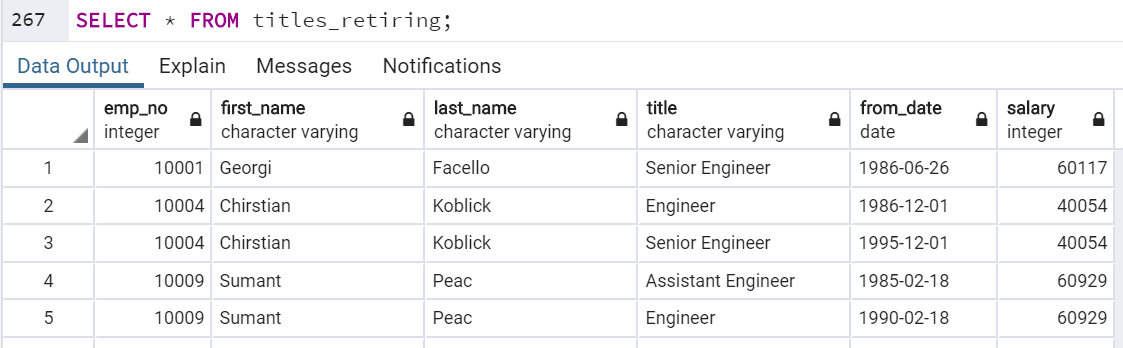 267 SELECT * FROM titles_retiring;
Data Output Explain Messages Notifications
emp_no first_name last_name title from_date salary
integer character varying character varying character varying date integer
1 10001 Georgi Facello Senior Engineer 1986-06-26 60117
2 10004 Chirstian Koblick Engineer 1986-12-01 40054
3 10004 Chirstian Koblick Senior Engineer 1995-12-01 40054
4 10009 Sumant Peac Assistant Engineer 1985-02-18 60929
5 10009 Sumant Peac Engineer 1990-02-18 60929